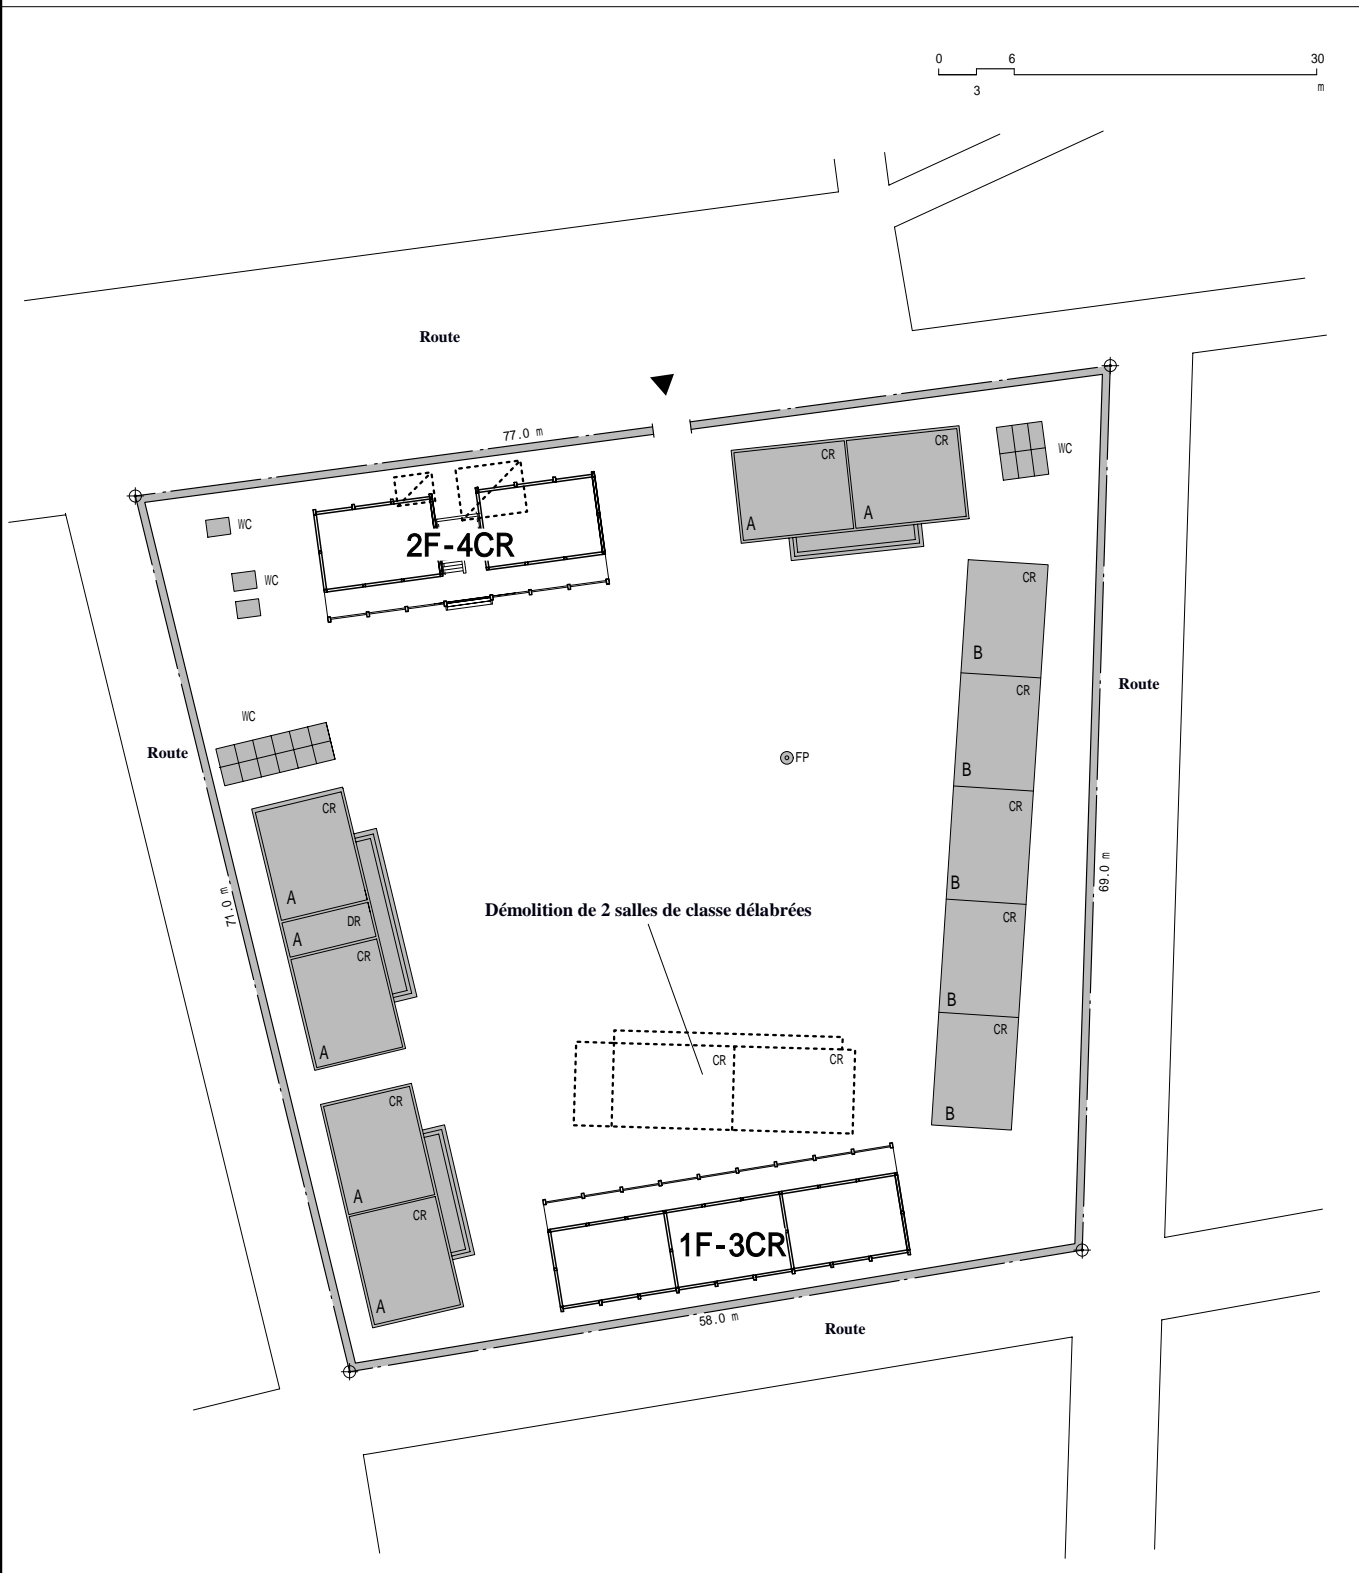 0 6 30
3 m
Route
77.0 m
CR
CR
WC
A
A
WC
2F-4CR
WC
CR
B
CR
Route
WC
Route
FP
B
CR
CR
B
71.0 m
A
DR
A
CR
69.0 m
Démolition de 2 salles de classe délabrées
CR
B
A
CR
CR
CR
B
CR
A
CR
1F-3CR
A
58.0 m
Route